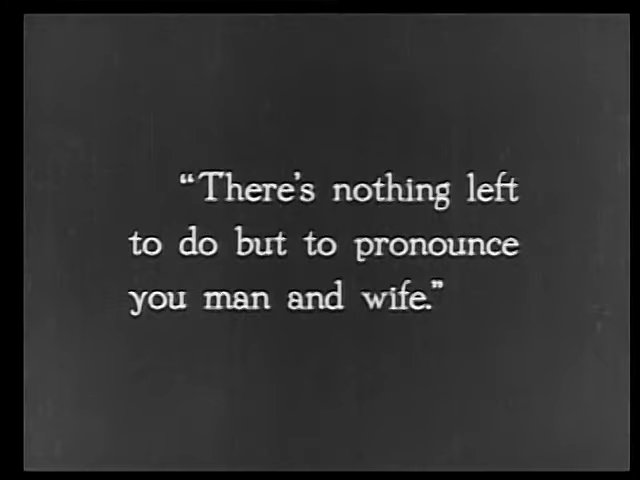 “There's nothing left
to do but to pronounce
you man and wife.”